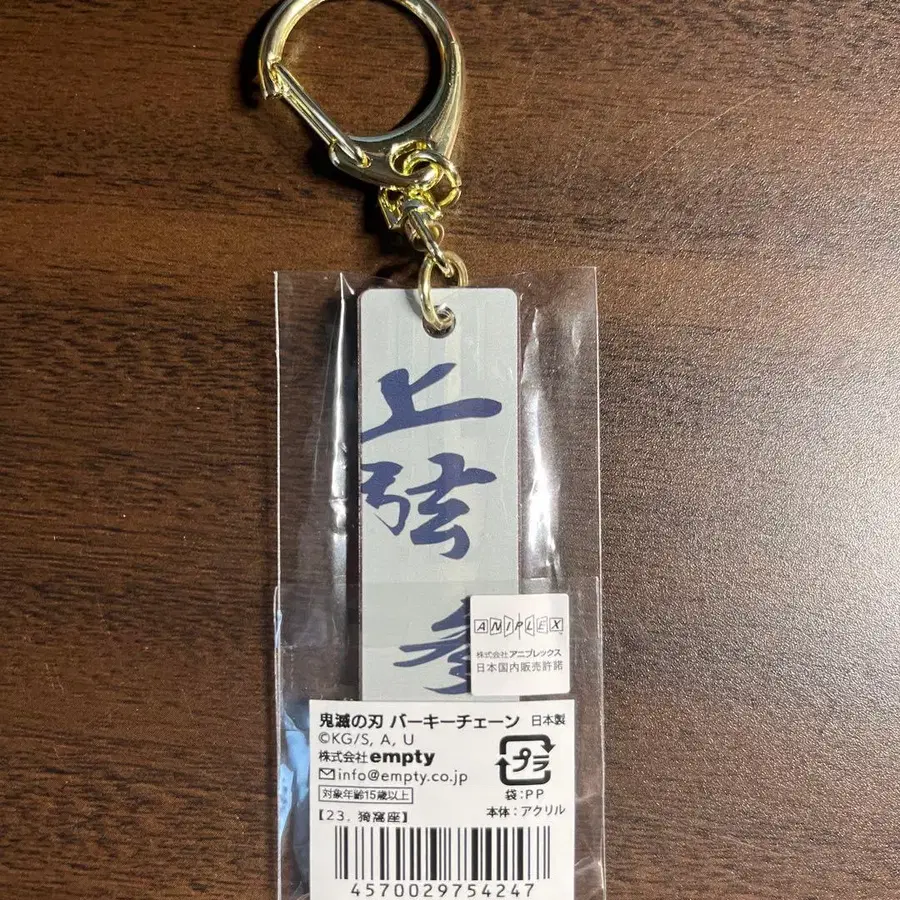 上弦
参
ANIPLEX
株式会社アニプレックス
日本国内販売許諾
鬼滅の刃 バーキーチェーン 日本製
©KG/S, A, U
株式会社empty
info@empty.co.jp
対象年齢15歳以上
【23. 猗窩座】
プラ
袋:PP
本体:アクリル
4570029754247